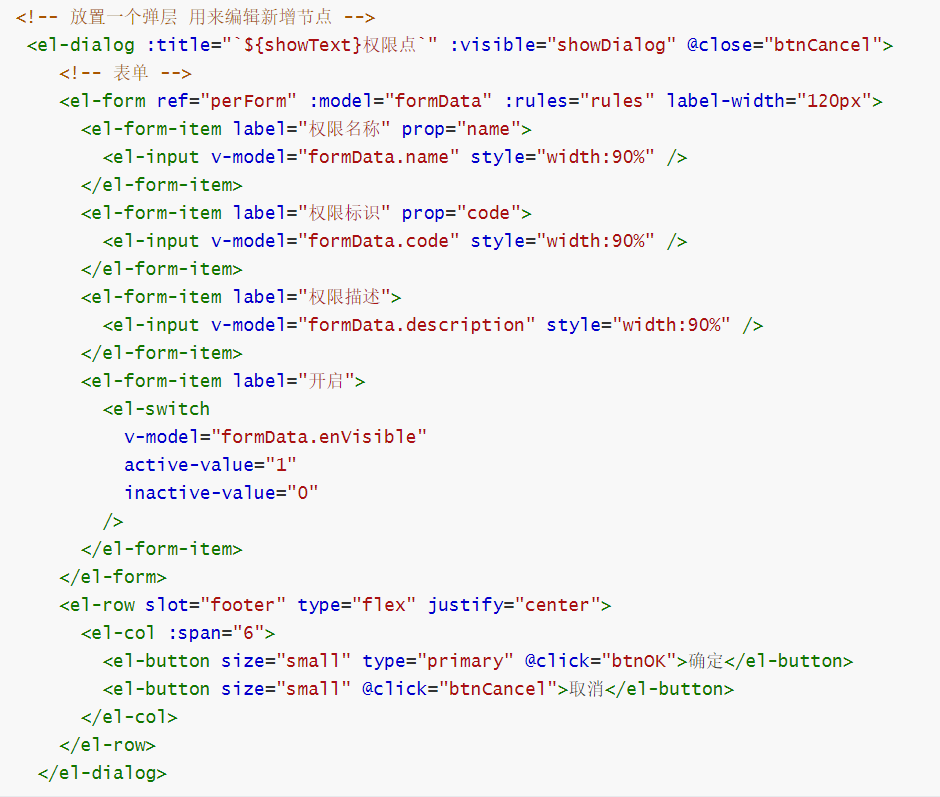 <!-- 放置一个弹层 用来编辑新增节点 -->
<el-dialog :title="`${showText}权限点`" :visible="showDialog" @close="btnCancel">
<!-- 表单 -->
<el-form ref="perForm" :model="formData" :rules="rules" label-width="120px">
<el-form-item label="权限名称" prop="name">
<el-input v-model="formData.name" style="width:90%" />
</el-form-item>
<el-form-item label="权限标识" prop="code">
<el-input v-model="formData.code" style="width:90%" />
</el-form-item>
<el-form-item label="权限描述">
<el-input v-model="formData.description" style="width:90%" />
</el-form-item>
<el-form-item label="开启">
<el-switch
v-model="formData.enVisible"
active-value="1"
inactive-value="0"
/>
</el-form-item>
</el-form>
<el-row slot="footer" type="flex" justify="center">
<el-col :span="6">
<el-button size="small" type="primary" @click="btnOK">确定</el-button>
<el-button size="small" @click="btnCancel">取消</el-button>
</el-col>
</el-row>
</el-dialog>